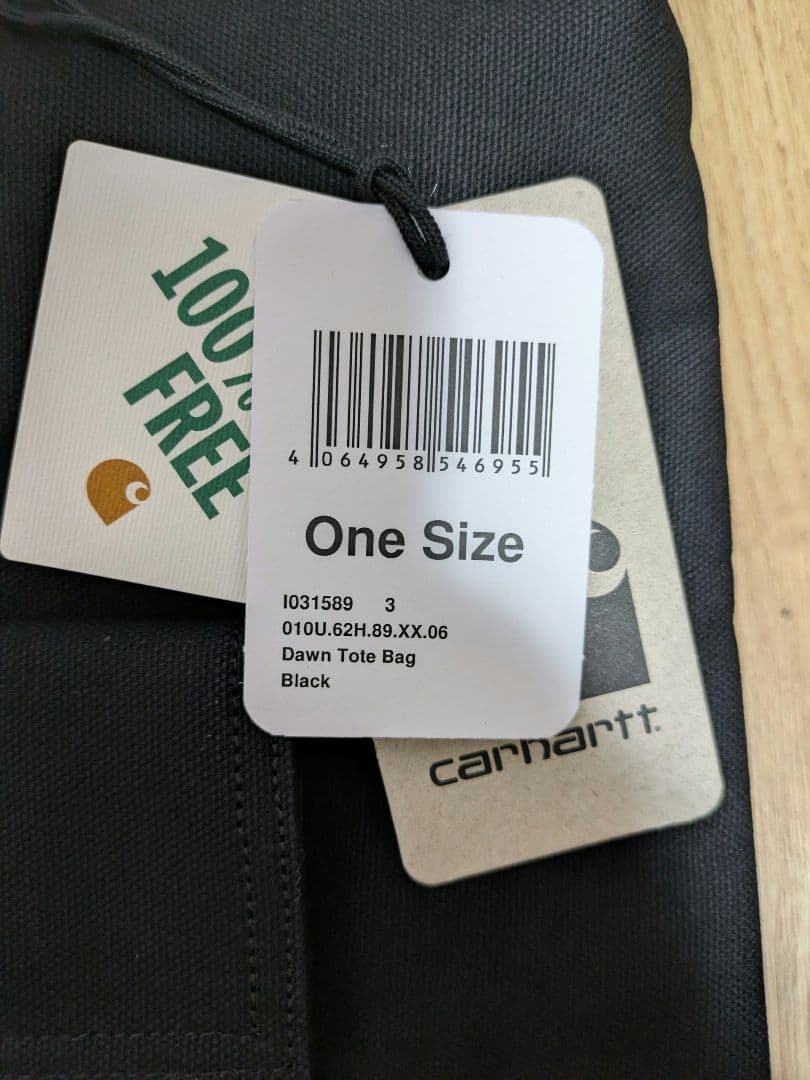 100%
FREE
4 064958 546955
One Size
I031589 3
010U.62H.89.XX.06
Dawn Tote Bag
Black
carhartt